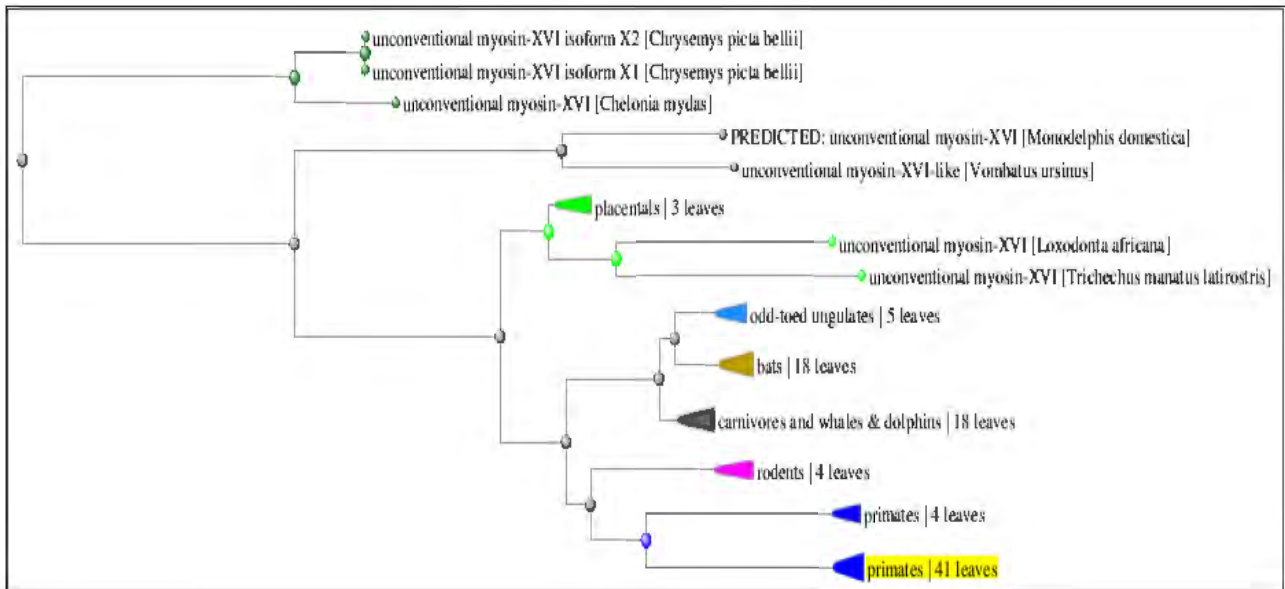 unconventional myosin-XVI isoform X2 [Chrysemys picta bellii]
unconventional myosin-XVI isoform X1 [Chrysemys picta bellii]
unconventional myosin-XVI [Chelonia mydas]
PREDICTED: unconventional myosin-XVI [Monodelphis domestica]
unconventional myosin-XVI-like [Vombatus ursinus]
placentals | 3 leaves
unconventional myosin-XVI [Loxodonta africana]
unconventional myosin-XVI [Trichechus manatus latirostris]
odd-toed ungulates | 5 leaves
bats | 18 leaves
carnivores and whales & dolphins | 18 leaves
rodents | 4 leaves
primates | 4 leaves
primates | 41 leaves